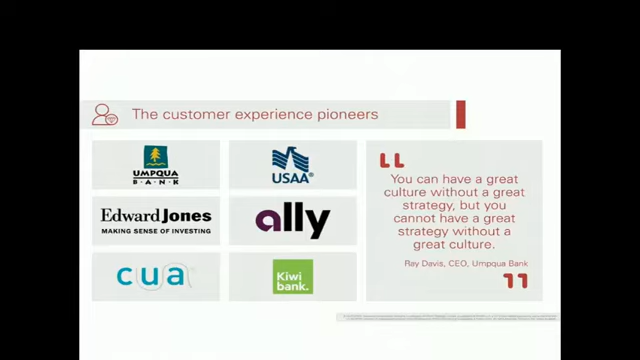 The customer experience pioneers
UMPQUA
B·A·N·K
USAA®
Edward Jones
MAKING SENSE OF INVESTING
ally
cua
Kiwi
bank.
You can have a great
culture without a great
strategy, but you
cannot have a great
strategy without a
great culture.
Ray Davis, CEO, Umpqua Bank